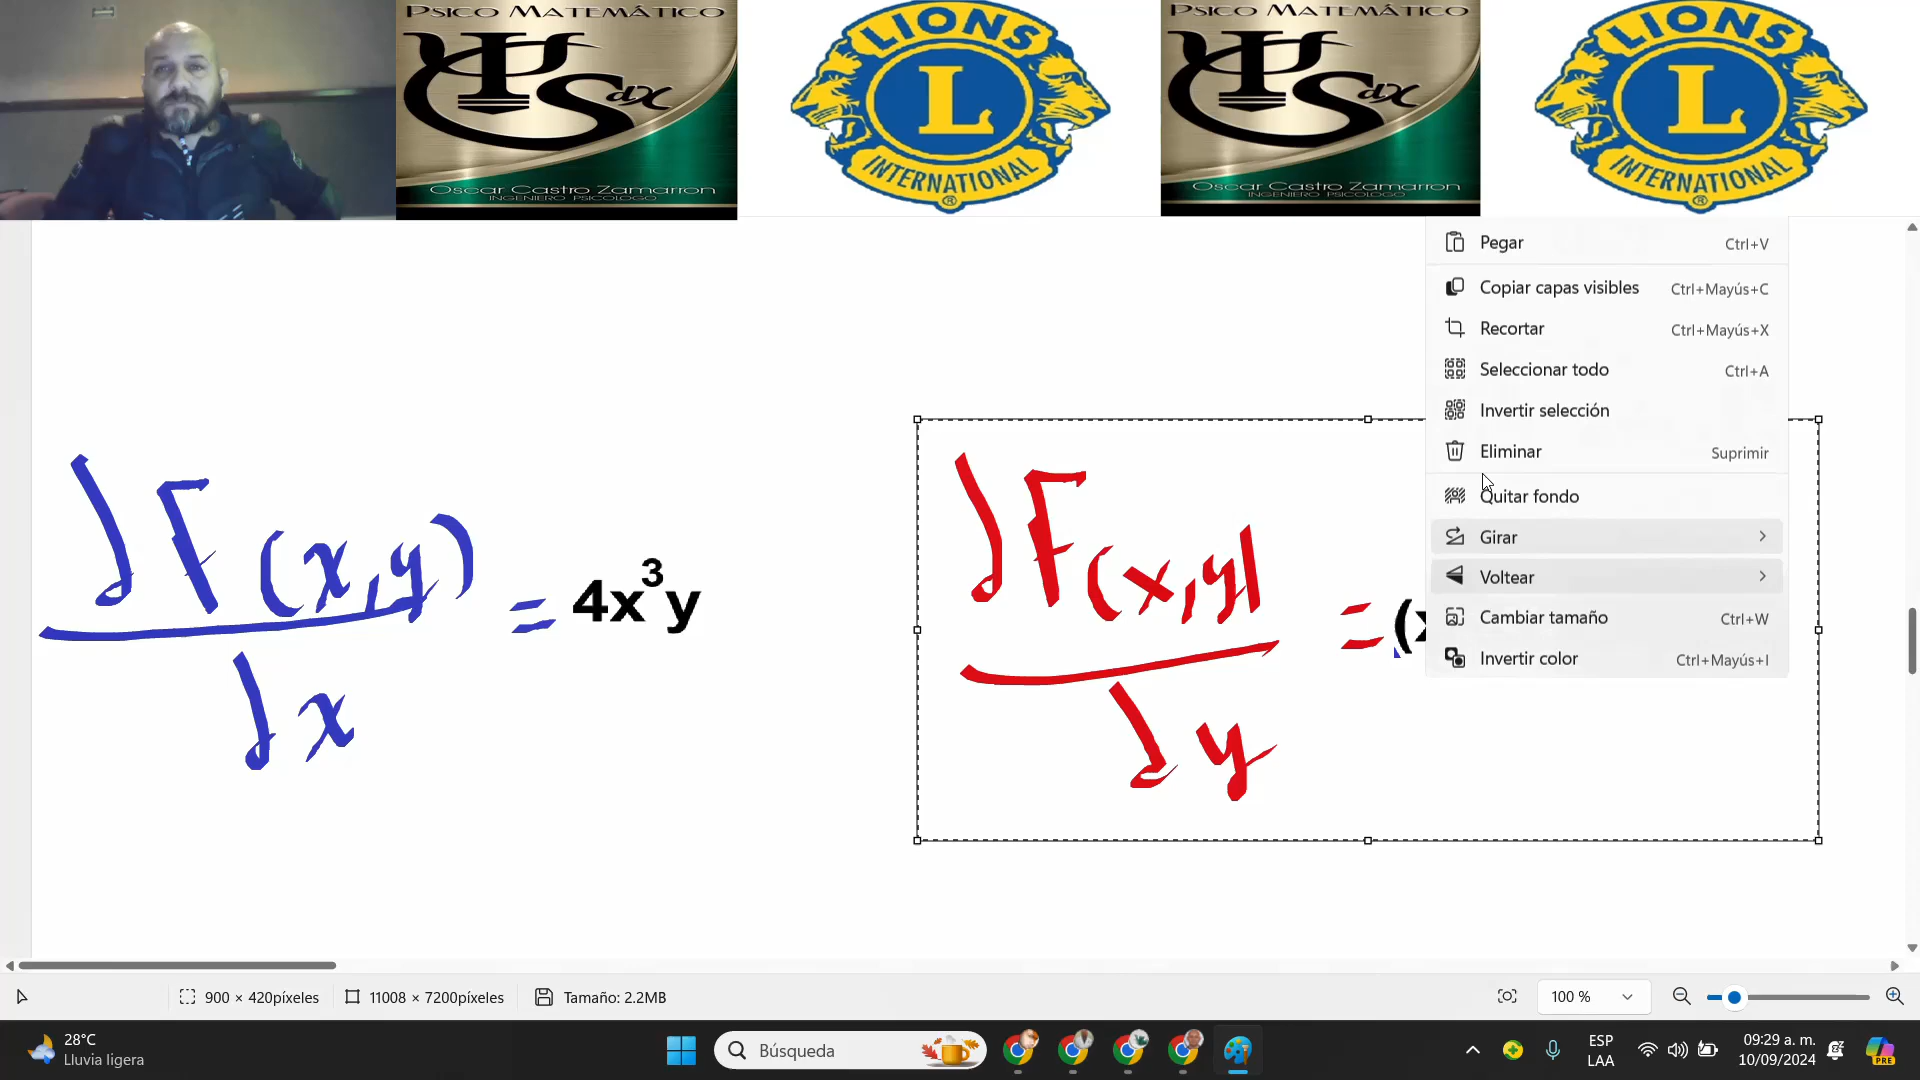 PSICO MATEMÁTICO
Oscar Castro Zamarron
INGENIERO PSICOLOGO
LIONS
L
INTERNATIONAL
®
PSICO MATEMÁTICO
Oscar Castro Zamarron
INGENIERO PSICOLOGO
LIONS
L
INTERNATIONAL
®
Pegar Ctrl+V
Copiar capas visibles Ctrl+Mayús+C
Recortar Ctrl+Mayús+X
Seleccionar todo Ctrl+A
Invertir selección
Eliminar Suprimir
Quitar fondo
Girar
Voltear
Cambiar tamaño Ctrl+W
Invertir color Ctrl+Mayús+I
∂F(x,y)
= 4x³y
∂x
∂F(x,y)
= (x
∂y
900 × 420píxeles 11008 × 7200píxeles Tamaño: 2.2MB 100 %
28°C
Lluvia ligera
Búsqueda
ESP
LAA
09:29 a. m.
10/09/2024
PRE